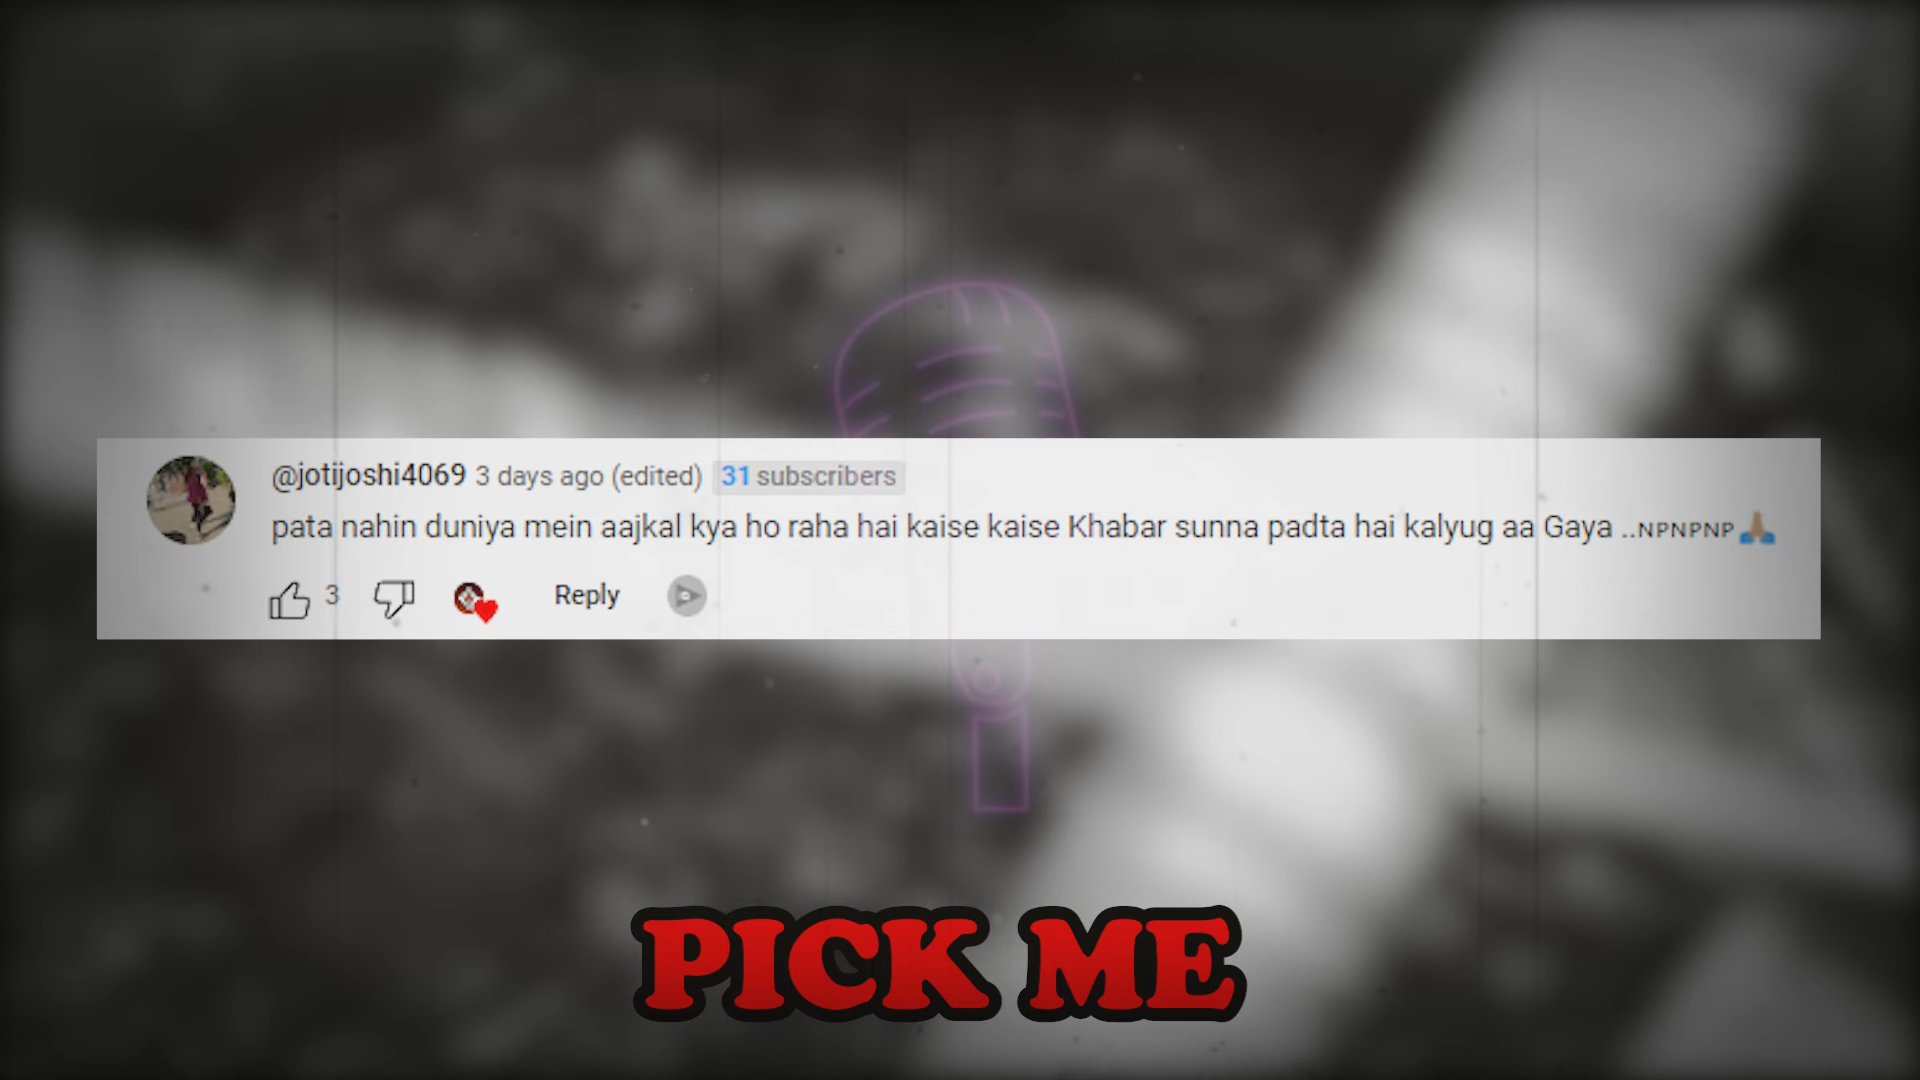 @jotijoshi4069 3 days ago (edited) 31 subscribers
pata nahin duniya mein aajkal kya ho raha hai kaise kaise Khabar sunna padta hai kalyug aa Gaya ..ɴᴘɴᴘɴᴘ🙏🏽
3 Reply
PICK ME